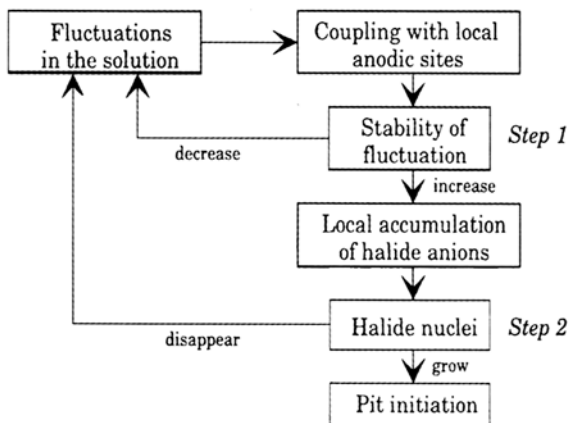 Fluctuations
in the solution
Coupling with local
anodic sites
Stability of
fluctuation
Step 1
decrease
increase
Local accumulation
of halide anions
Halide nuclei
Step 2
disappear
grow
Pit initiation